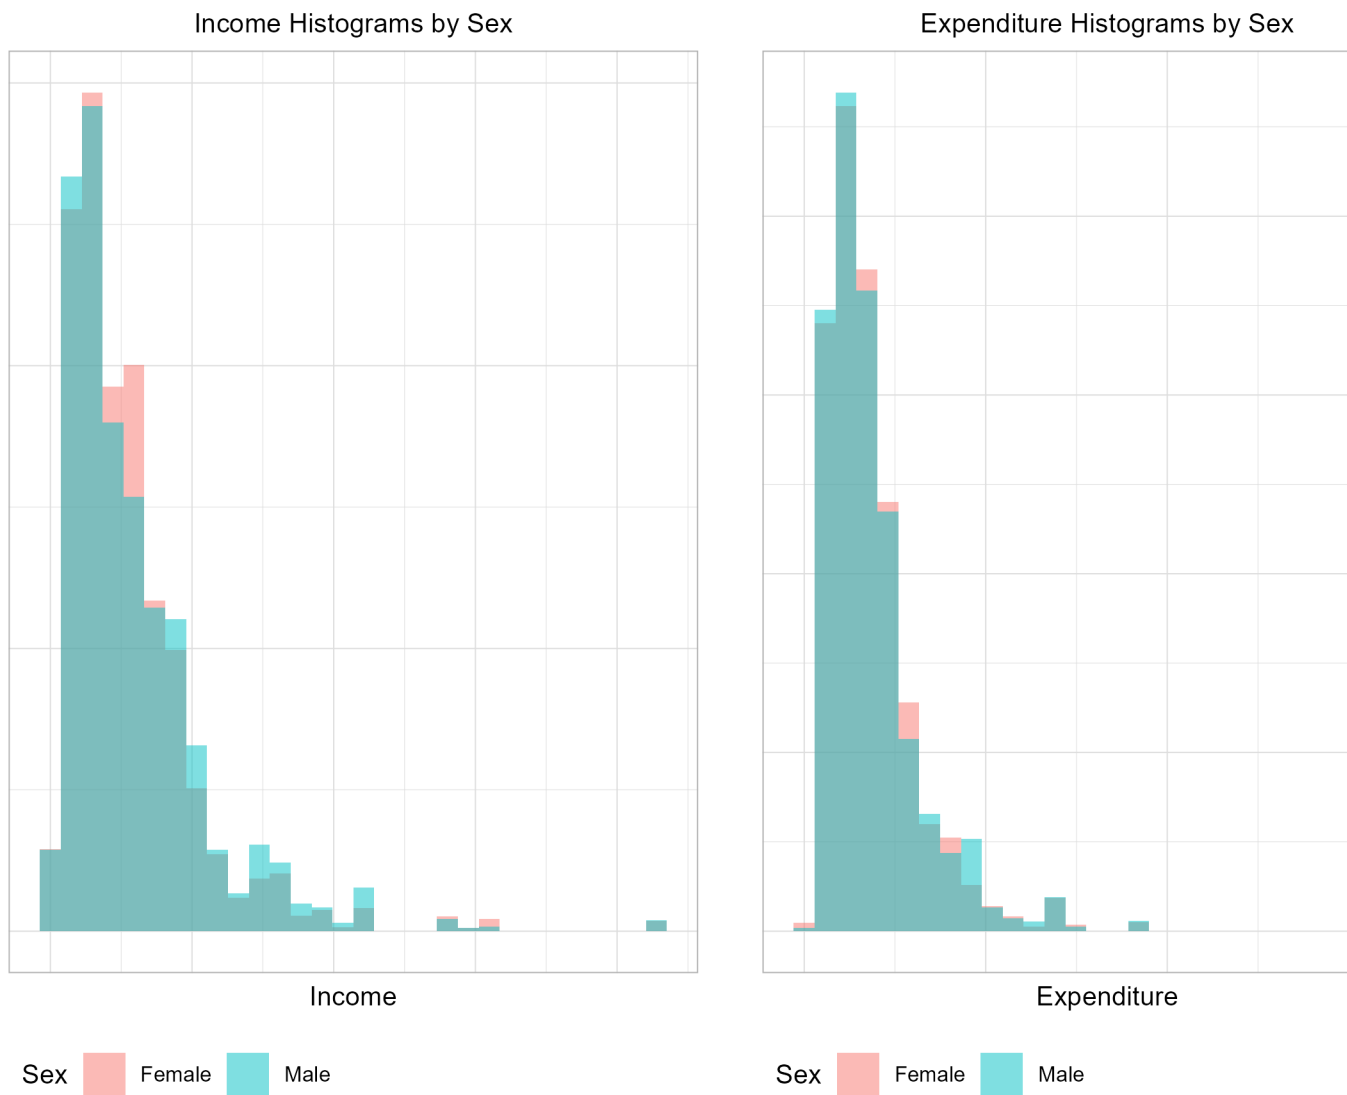 Income Histograms by Sex
Expenditure Histograms by Sex
Income
Expenditure
Sex Female Male
Sex Female Male